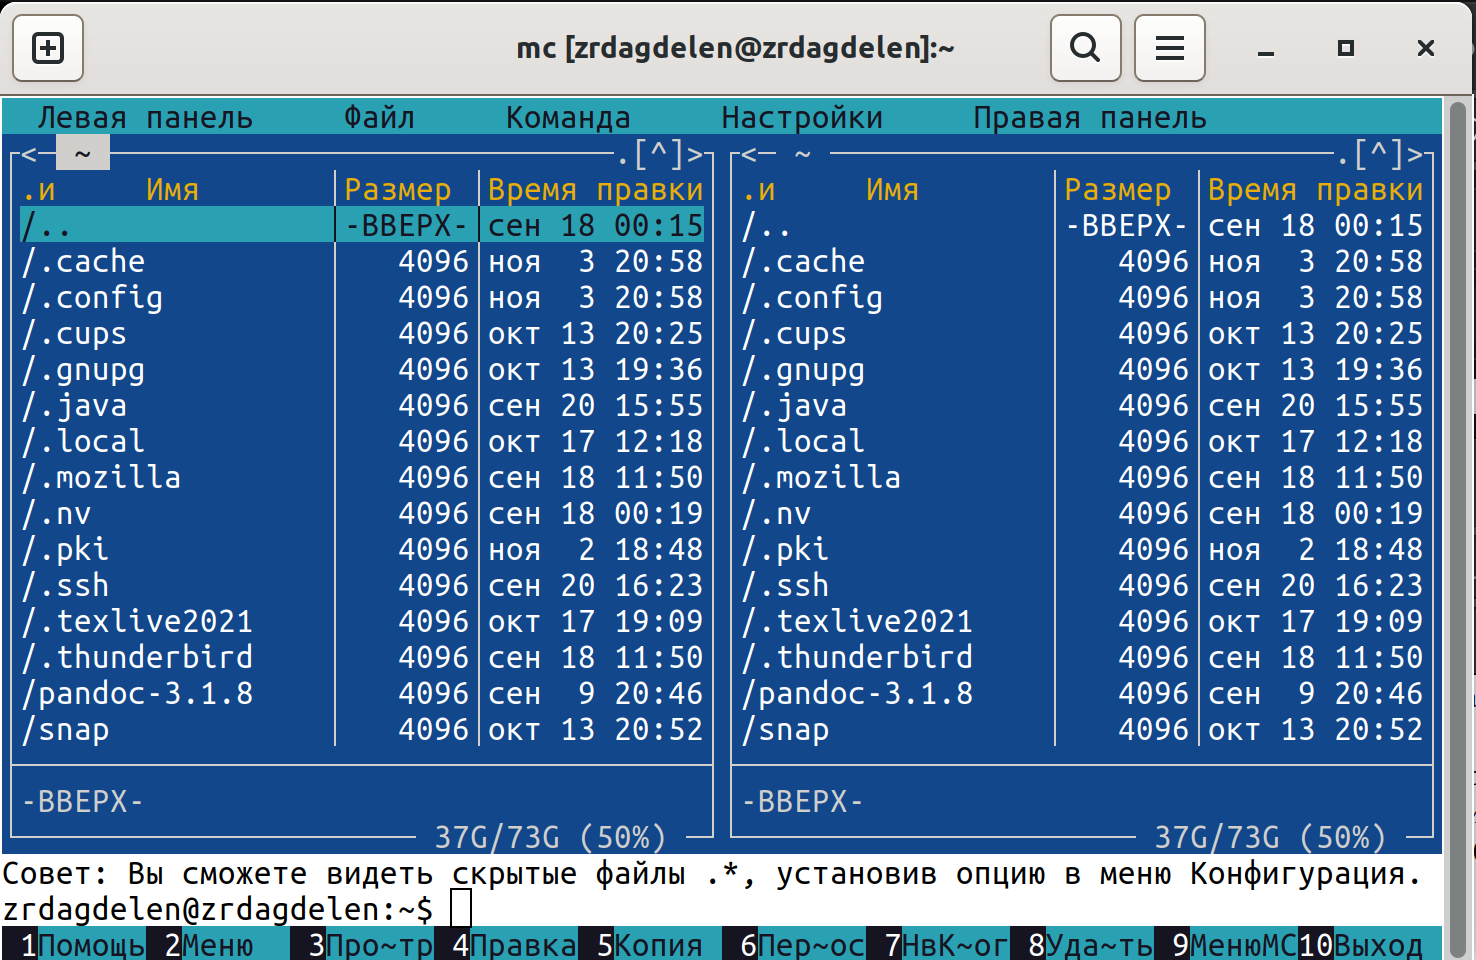 mc [zrdagdelen@zrdagdelen]:~
Левая панель Файл Команда Настройки Правая панель
<─ ~ ─.[^]> <─ ~ ─.[^]>
.и Имя Размер Время правки .и Имя Размер Время правки
/.. -ВВЕРХ- сен 18 00:15 /.. -ВВЕРХ- сен 18 00:15
/.cache 4096 ноя 3 20:58 /.cache 4096 ноя 3 20:58
/.config 4096 ноя 3 20:58 /.config 4096 ноя 3 20:58
/.cups 4096 окт 13 20:25 /.cups 4096 окт 13 20:25
/.gnupg 4096 окт 13 19:36 /.gnupg 4096 окт 13 19:36
/.java 4096 сен 20 15:55 /.java 4096 сен 20 15:55
/.local 4096 окт 17 12:18 /.local 4096 окт 17 12:18
/.mozilla 4096 сен 18 11:50 /.mozilla 4096 сен 18 11:50
/.nv 4096 сен 18 00:19 /.nv 4096 сен 18 00:19
/.pki 4096 ноя 2 18:48 /.pki 4096 ноя 2 18:48
/.ssh 4096 сен 20 16:23 /.ssh 4096 сен 20 16:23
/.texlive2021 4096 окт 17 19:09 /.texlive2021 4096 окт 17 19:09
/.thunderbird 4096 сен 18 11:50 /.thunderbird 4096 сен 18 11:50
/pandoc-3.1.8 4096 сен 9 20:46 /pandoc-3.1.8 4096 сен 9 20:46
/snap 4096 окт 13 20:52 /snap 4096 окт 13 20:52
-ВВЕРХ- -ВВЕРХ-
37G/73G (50%) 37G/73G (50%)
Совет: Вы сможете видеть скрытые файлы .*, установив опцию в меню Конфигурация.
zrdagdelen@zrdagdelen:~$
1Помощь 2Меню 3Про~тр 4Правка 5Копия 6Пер~ос 7НвК~ог 8Уда~ть 9МенюМС 10Выход